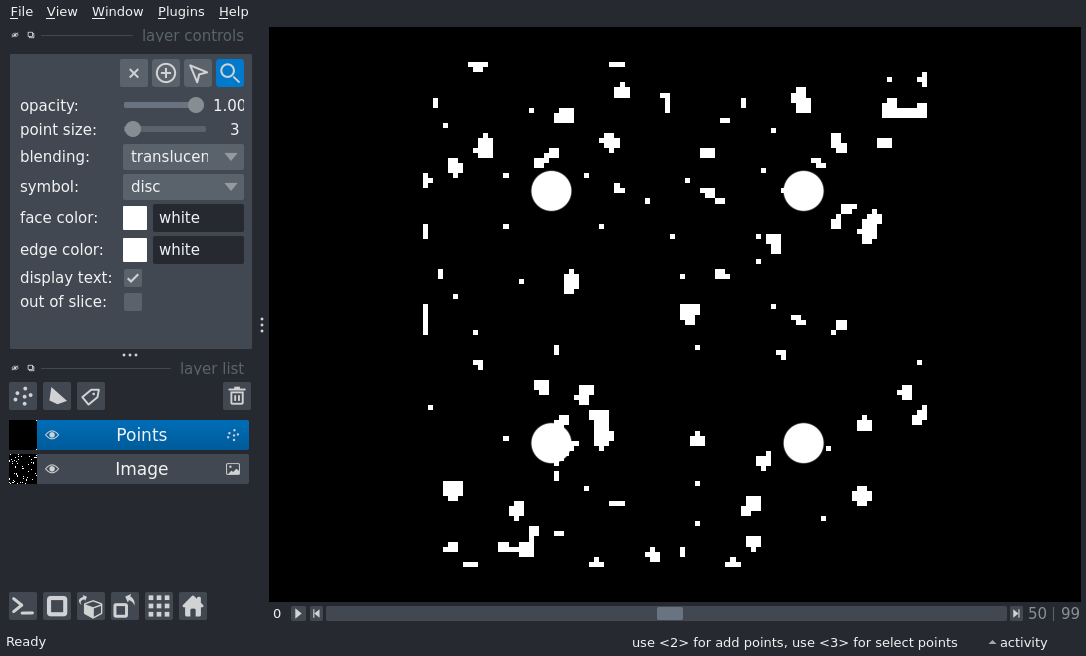 File View Window Plugins Help
layer controls
opacity: 1.00
point size: 3
blending: translucen
symbol: disc
face color: white
edge color: white
display text:
out of slice:
layer list
Points
Image
0 50 | 99
Ready use <2> for add points, use <3> for select points activity